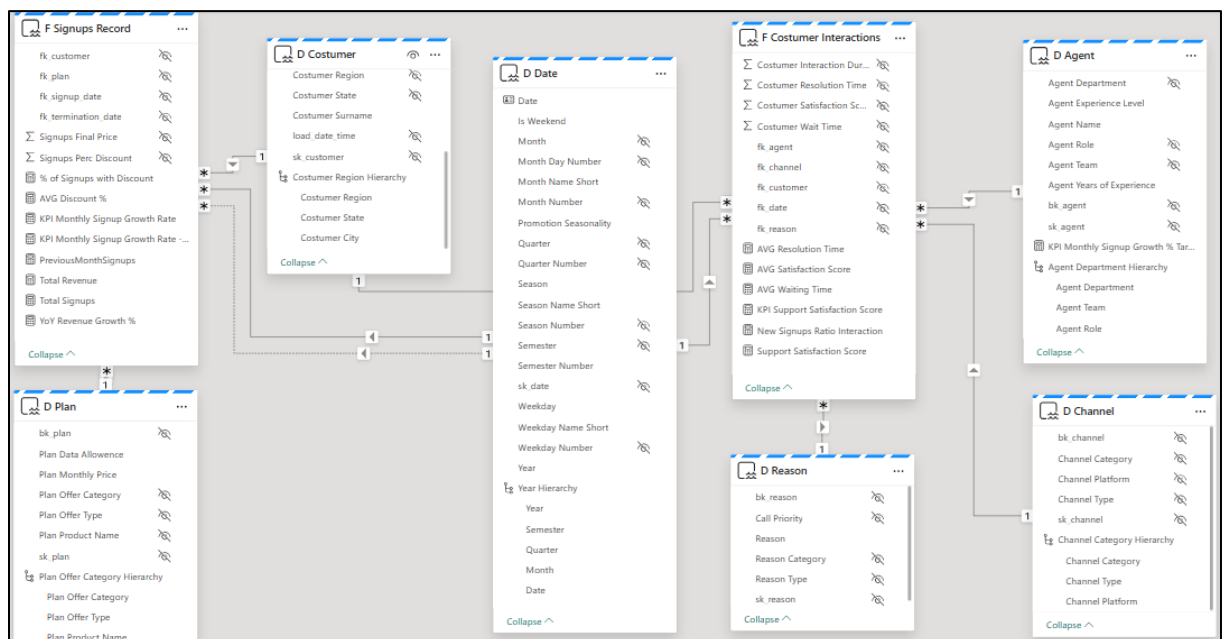 F Signups Record
fk_customer
fk_plan
fk_signup_date
fk_termination_date
Signups Final Price
Signups Perc Discount
% of Signups with Discount
AVG Discount %
KPI Monthly Signup Growth Rate
KPI Monthly Signup Growth Rate -...
PreviousMonthSignups
Total Revenue
Total Signups
YoY Revenue Growth %
Collapse
*
*
*
*
1
D Plan
bk_plan
Plan Data Allowence
Plan Monthly Price
Plan Offer Category
Plan Offer Type
Plan Product Name
sk_plan
Plan Offer Category Hierarchy
Plan Offer Category
Plan Offer Type
Plan Product Name
D Costumer
Costumer Region
Costumer State
Costumer Surname
load_date_time
sk_customer
Costumer Region Hierarchy
Costumer Region
Costumer State
Costumer City
Collapse
1
1
D Date
Date
Is Weekend
Month
Month Day Number
Month Name Short
Month Number
Promotion Seasonality
Quarter
Quarter Number
Season
Season Name Short
Season Number
Semester
Semester Number
sk_date
Weekday
Weekday Name Short
Weekday Number
Year
Year Hierarchy
Year
Semester
Quarter
Month
Date
Collapse
1
1
1
F Costumer Interactions
Σ Costumer Interaction Dur...
Σ Costumer Resolution Time
Σ Costumer Satisfaction Sc...
Σ Costumer Wait Time
fk_agent
fk_channel
fk_customer
fk_date
fk_reason
AVG Resolution Time
AVG Satisfaction Score
AVG Waiting Time
KPI Support Satisfaction Score
New Signups Ratio Interaction
Support Satisfaction Score
Collapse
*
*
*
*
*
1
D Reason
bk_reason
Call Priority
Reason
Reason Category
Reason Type
sk_reason
Collapse
D Agent
Agent Department
Agent Experience Level
Agent Name
Agent Role
Agent Team
Agent Years of Experience
bk_agent
sk_agent
KPI Monthly Signup Growth % Tar...
Agent Department Hierarchy
Agent Department
Agent Team
Agent Role
Collapse
1
D Channel
bk_channel
Channel Category
Channel Platform
Channel Type
sk_channel
Channel Category Hierarchy
Channel Category
Channel Type
Channel Platform
Collapse
1